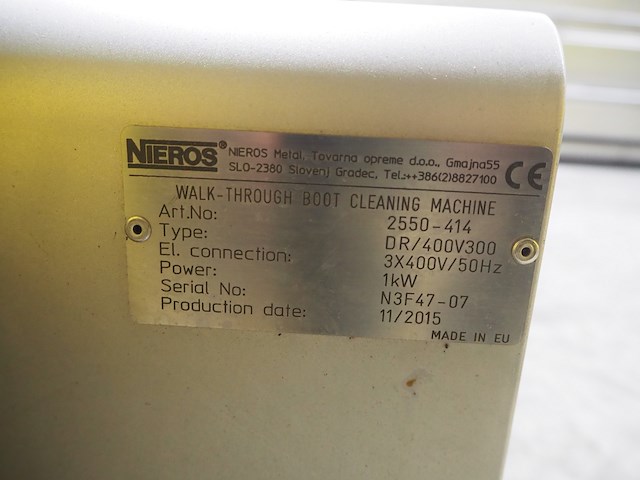 NIEROS® NIEROS Metal, Tovarna opreme d.o.o., Gmajna55
SLO-2380 Slovenj Gradec, Tel.:++386(2)8827100 CE
WALK-THROUGH BOOT CLEANING MACHINE
Art.No: 2550-414
Type: DR/400V300
El. connection: 3X400V/50Hz
Power: 1kW
Serial No: N3F47-07
Production date: 11/2015
MADE IN EU